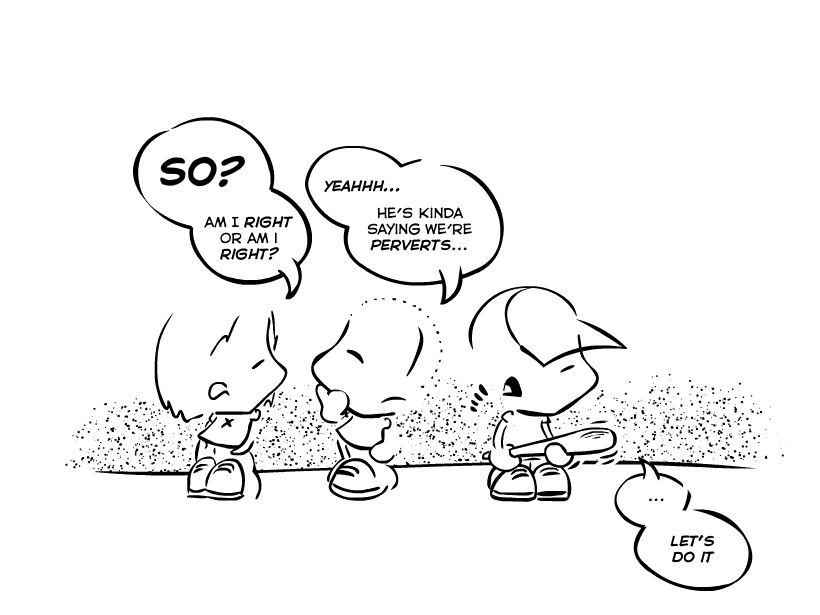 SO?
AM I RIGHT
OR AM I
RIGHT?
YEAHHH...
HE'S KINDA
SAYING WE'RE
PERVERTS...
...
LET'S
DO IT